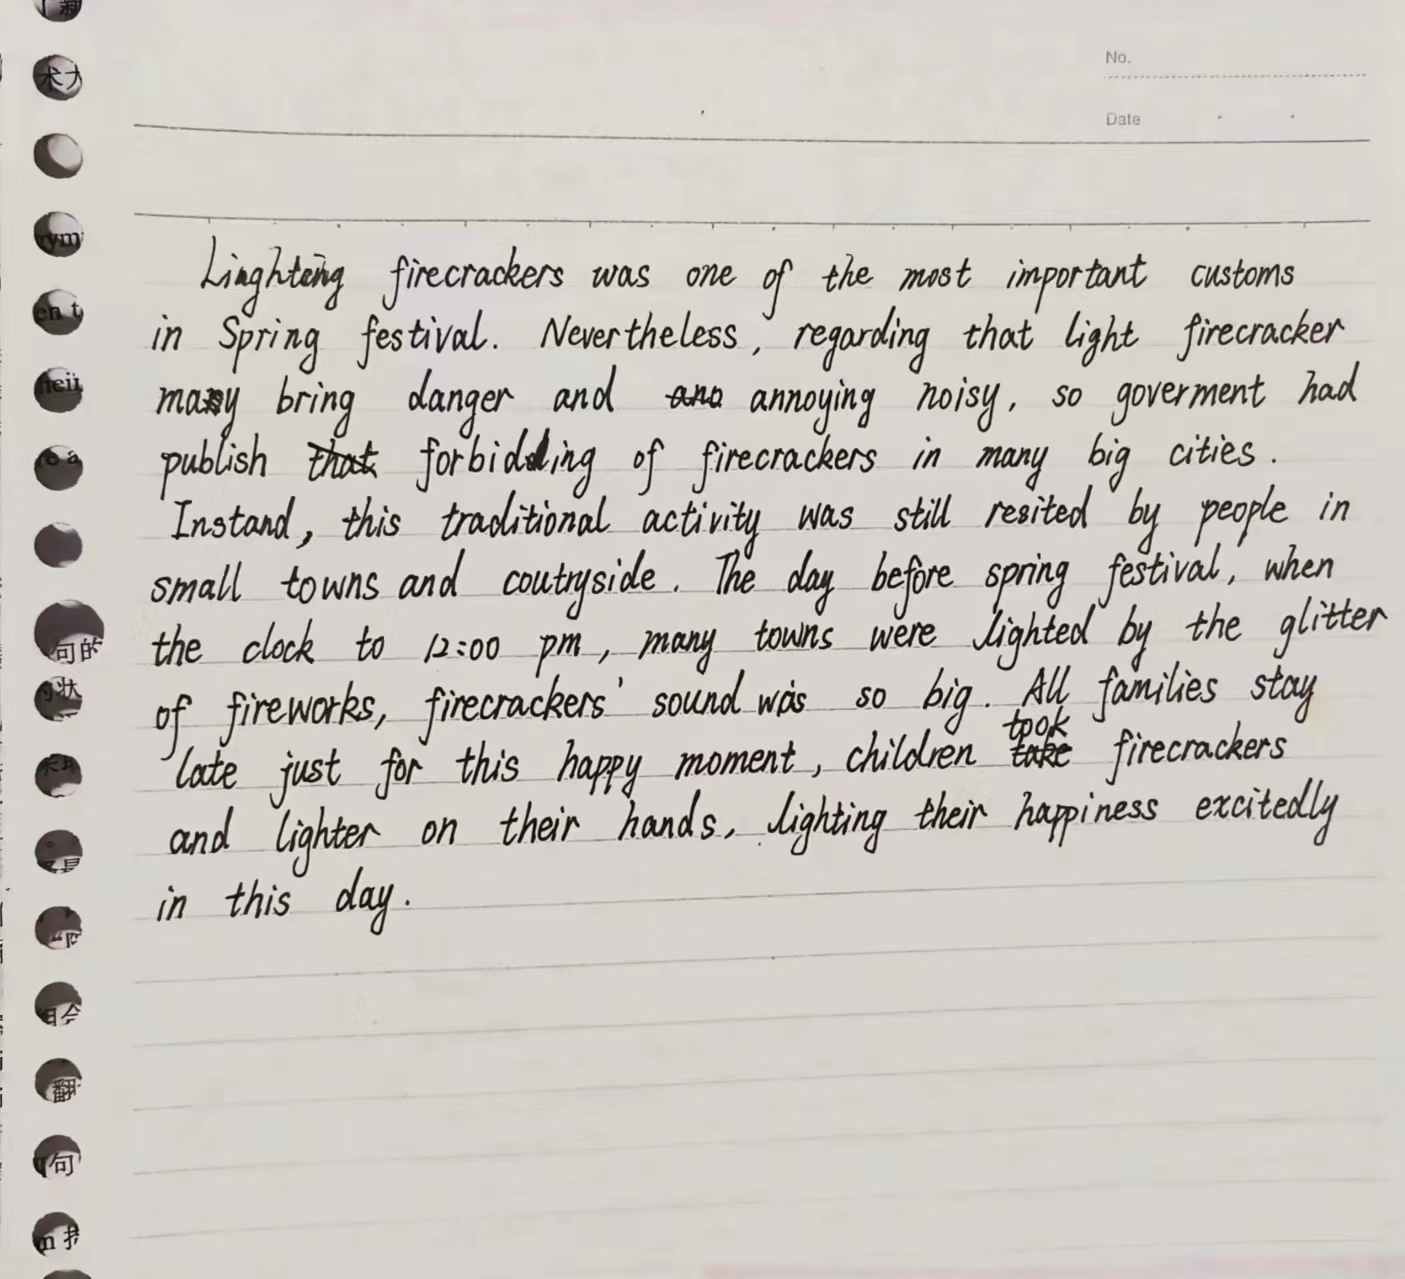 No.
Date
Linghting firecrackers was one of the most important customs
in Spring festival. Nevertheless, regarding that light firecracker
many bring danger and annoying noisy, so goverment had
publish forbidding of firecrackers in many big cities.
Instand, this traditional activity was still resited by people in
small towns and coutryside. The day before spring festival, when
the clock to 12:00 pm, many towns were lighted by the glitter
of fireworks, firecrackers' sound was so big. All families stay
late just for this happy moment, children took firecrackers
and lighter on their hands, lighting their happiness excitedly
in this day.